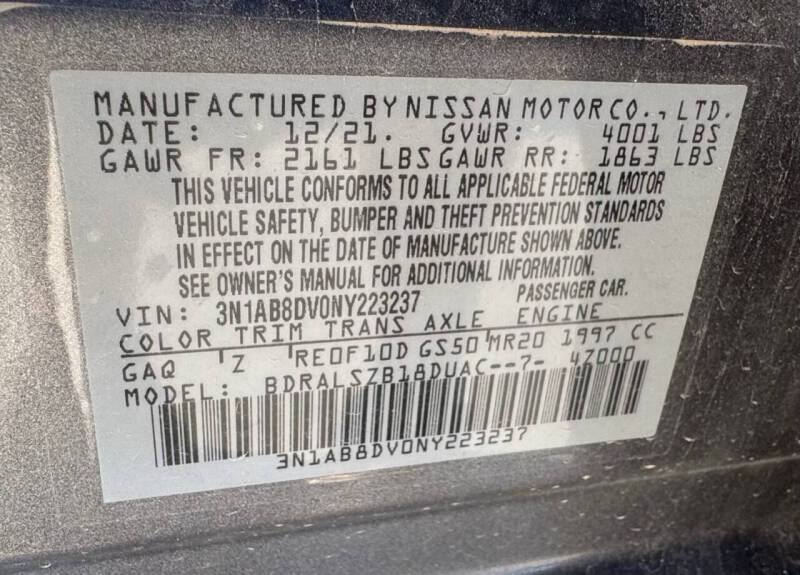 MANUFACTURED BY NISSAN MOTOR CO., LTD.
DATE: 12/21. GVWR: 4001 LBS
GAWR FR: 2161 LBS GAWR RR: 1863 LBS
THIS VEHICLE CONFORMS TO ALL APPLICABLE FEDERAL MOTOR
VEHICLE SAFETY, BUMPER AND THEFT PREVENTION STANDARDS
IN EFFECT ON THE DATE OF MANUFACTURE SHOWN ABOVE.
SEE OWNER'S MANUAL FOR ADDITIONAL INFORMATION.
VIN: 3N1AB8DV0NY223237 PASSENGER CAR.
COLOR TRIM TRANS AXLE ENGINE
GAQ Z RE0F10D GS50 MR20 1997 CC
MODEL: BDRALSZB18DUAC--7- 4Z000
3N1AB8DV0NY223237